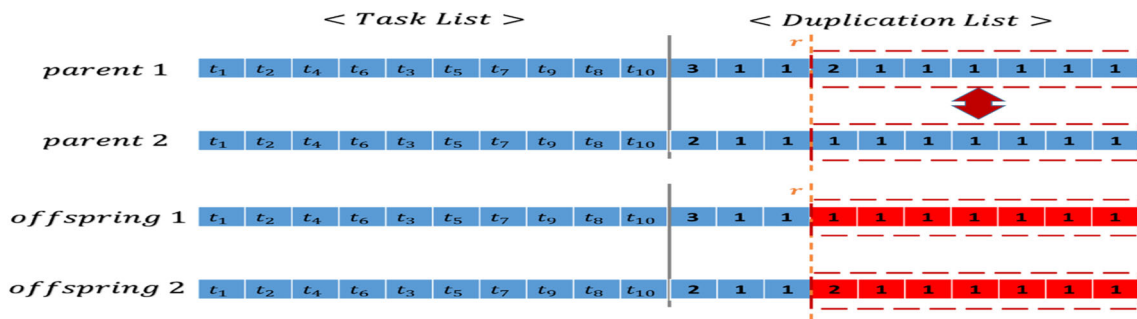 < Task List > < Duplication List >
r
parent 1 t₁ t₂ t₄ t₆ t₃ t₅ t₇ t₉ t₈ t₁₀ 3 1 1 2 1 1 1 1 1 1
parent 2 t₁ t₂ t₄ t₆ t₃ t₅ t₇ t₉ t₈ t₁₀ 2 1 1 1 1 1 1 1 1 1
r
offspring 1 t₁ t₂ t₄ t₆ t₃ t₅ t₇ t₉ t₈ t₁₀ 3 1 1 1 1 1 1 1 1 1
offspring 2 t₁ t₂ t₄ t₆ t₃ t₅ t₇ t₉ t₈ t₁₀ 2 1 1 2 1 1 1 1 1 1